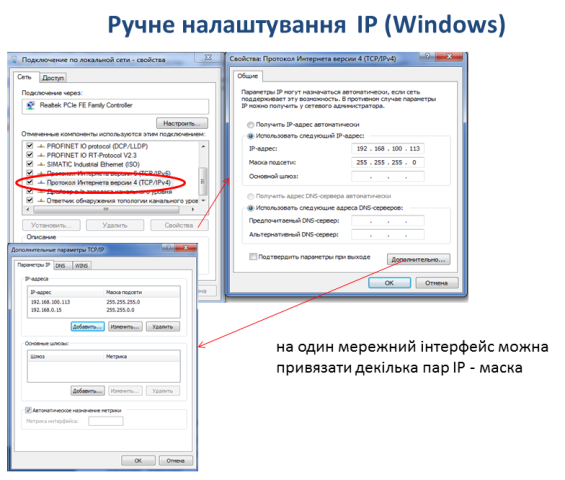 Ручне налаштування IP (Windows)
Подключение по локальной сети - свойства
Сеть
Доступ
Подключение через:
Realtek PCIe FE Family Controller
Настроить...
Отмеченные компоненты используются этим подключением:
PROFINET IO protocol (DCP/LLDP)
PROFINET IO RT-Protocol V2.3
SIMATIC Industrial Ethernet (ISO)
Протокол Интернета версии 6 (TCP/IPv6)
Протокол Интернета версии 4 (TCP/IPv4)
Ответчик обнаружения топологии канального уров
Установить...
Удалить
Свойства
Описание
Свойства: Протокол Интернета версии 4 (TCP/IPv4)
Общие
Параметры IP могут назначаться автоматически, если сеть
поддерживает эту возможность. В противном случае параметры
IP можно получить у сетевого администратора.
Получить IP-адрес автоматически
Использовать следующий IP-адрес:
IP-адрес:
192 . 168 . 100 . 113
Маска подсети:
255 . 255 . 255 . 0
Основной шлюз:
Получить адрес DNS-сервера автоматически
Использовать следующие адреса DNS-серверов:
Предпочитаемый DNS-сервер:
Альтернативный DNS-сервер:
Подтвердить параметры при выходе
Дополнительно...
OK
Отмена
Дополнительные параметры TCP/IP
Параметры IP
DNS
WINS
IP-адреса
IP-адрес
Маска подсети
192.168.100.113
255.255.255.0
192.168.0.15
255.255.0.0
Добавить...
Изменить...
Удалить
Основные шлюзы:
Шлюз
Метрика
Добавить...
Изменить...
Удалить
Автоматическое назначение метрики
Метрика интерфейса:
OK
Отмена
на один мережний інтерфейс можна
привязати декілька пар IP - маска